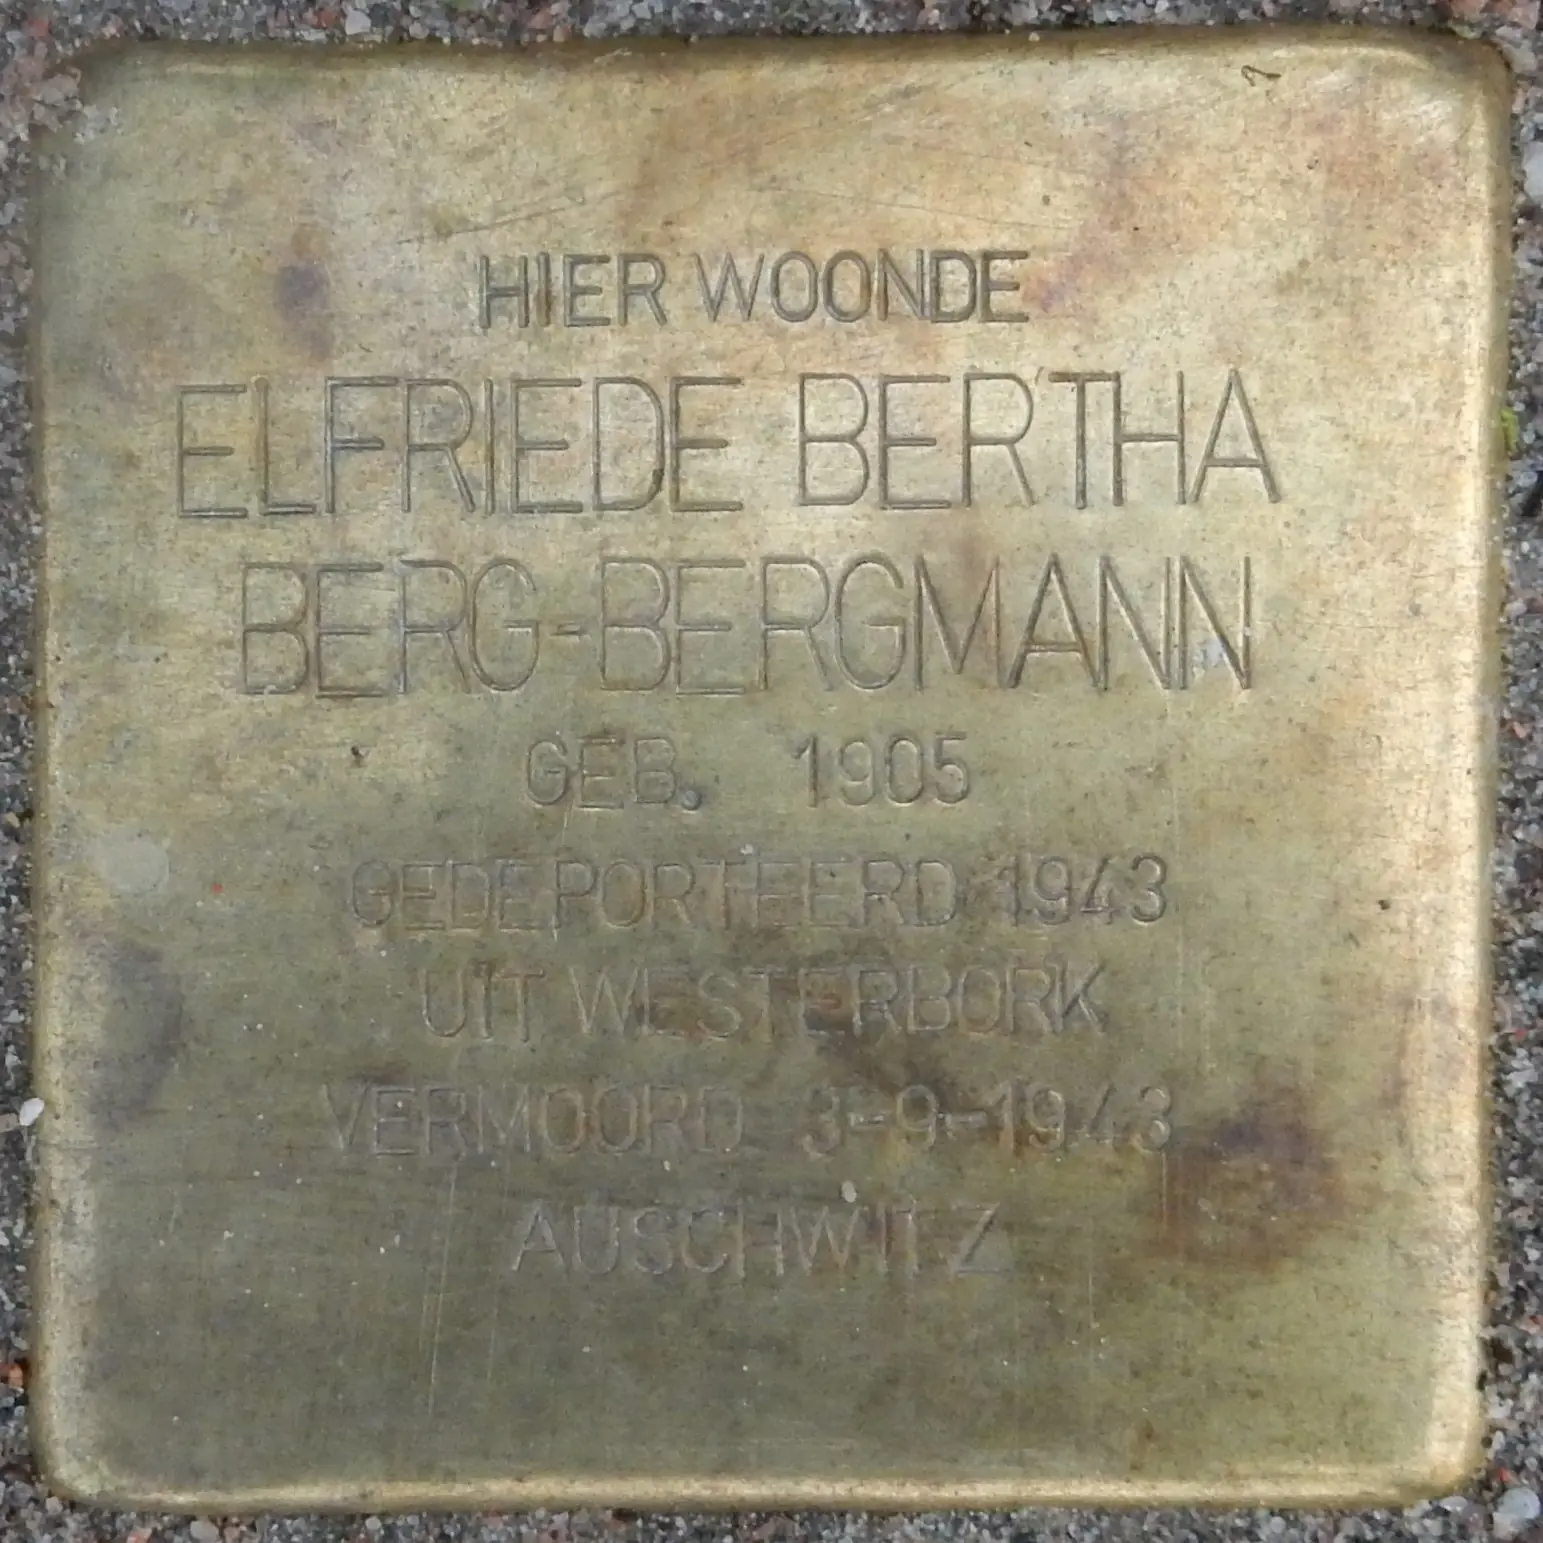 HIER WOONDE
ELFRIEDE BERTHA
BERG-BERGMANN
GEB. 1905
GEDEPORTEERD 1943
UIT WESTERBORK
VERMOORD 3-9-1943
AUSCHWITZ